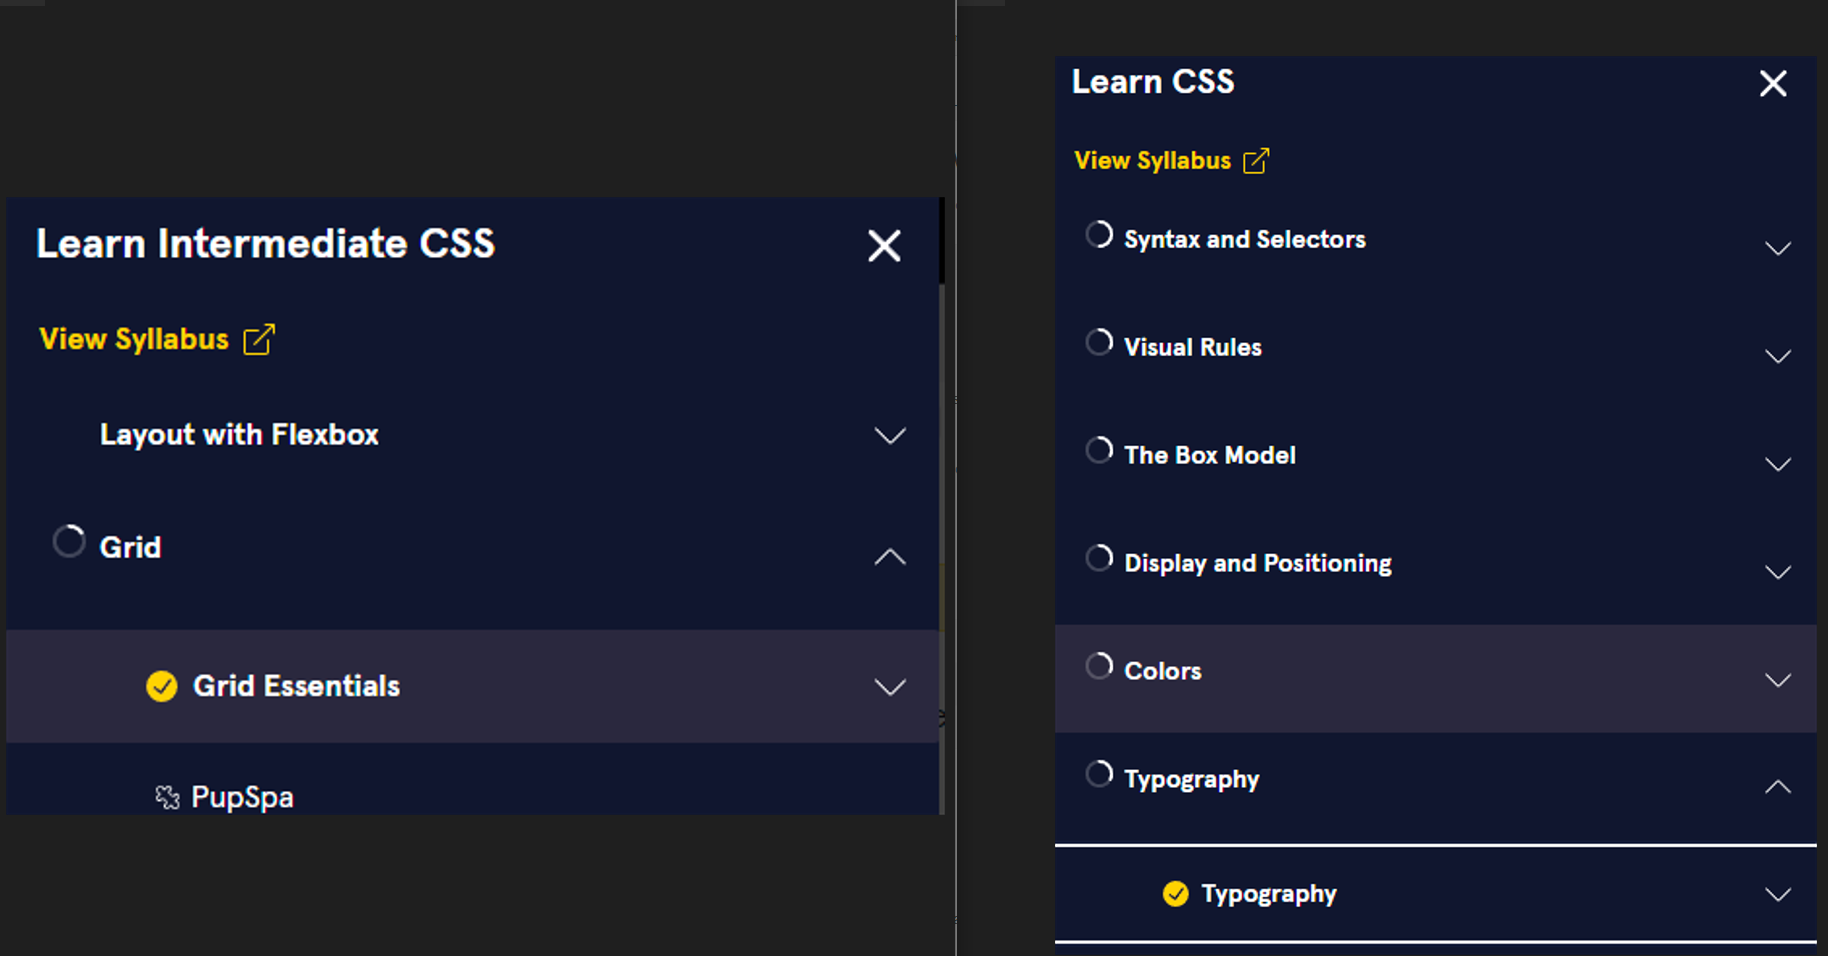 Learn Intermediate CSS
View Syllabus
Layout with Flexbox
Grid
Grid Essentials
PupSpa
Learn CSS
View Syllabus
Syntax and Selectors
Visual Rules
The Box Model
Display and Positioning
Colors
Typography
Typography